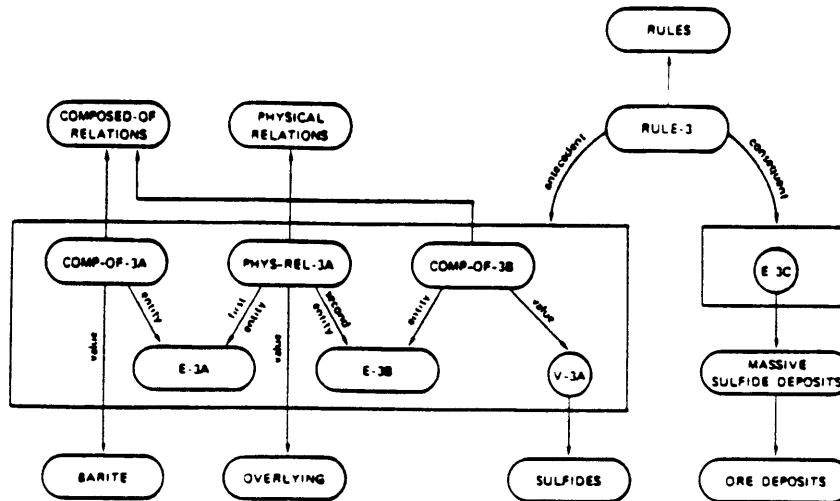 RULES
COMPOSED-OF
RELATIONS
PHYSICAL
RELATIONS
RULE-3
antecedent
consequent
COMP-OF-3A
PHYS-REL-3A
COMP-OF-3B
E-3C
entity
first
entity
second
entity
entity
value
value
value
E-3A
E-3B
V-3A
MASSIVE
SULFIDE DEPOSITS
BARITE
OVERLYING
SULFIDES
ORE DEPOSITS